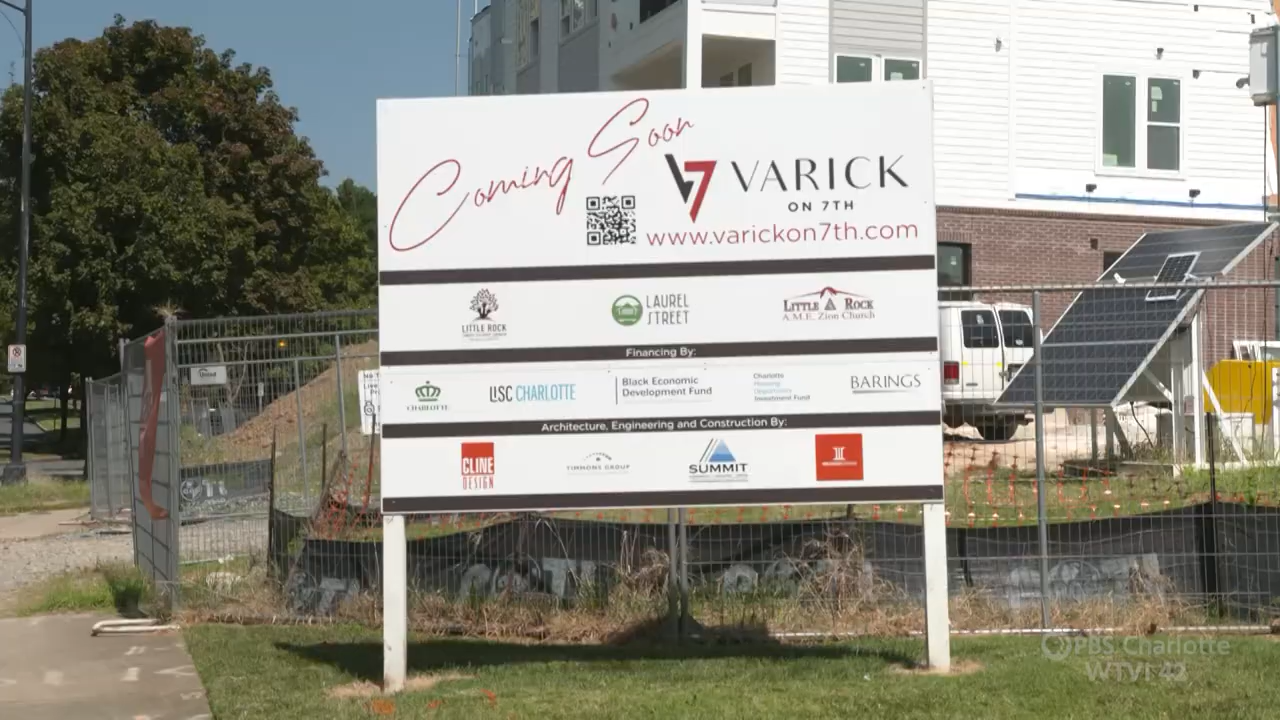 Coming Soon
V7 VARICK
ON 7TH
www.varickon7th.com
LITTLE ROCK
LAUREL
STREET
LITTLE ROCK
A.M.E. Zion Church
Financing By:
CHARLOTTE
LISC CHARLOTTE
Black Economic
Development Fund
Charlotte
Housing
Opportunity
Investment Fund
BARINGS
Architecture, Engineering and Construction By:
CLINE
DESIGN
TIMMONS GROUP
SUMMIT
PBS Charlotte
WTVI 42